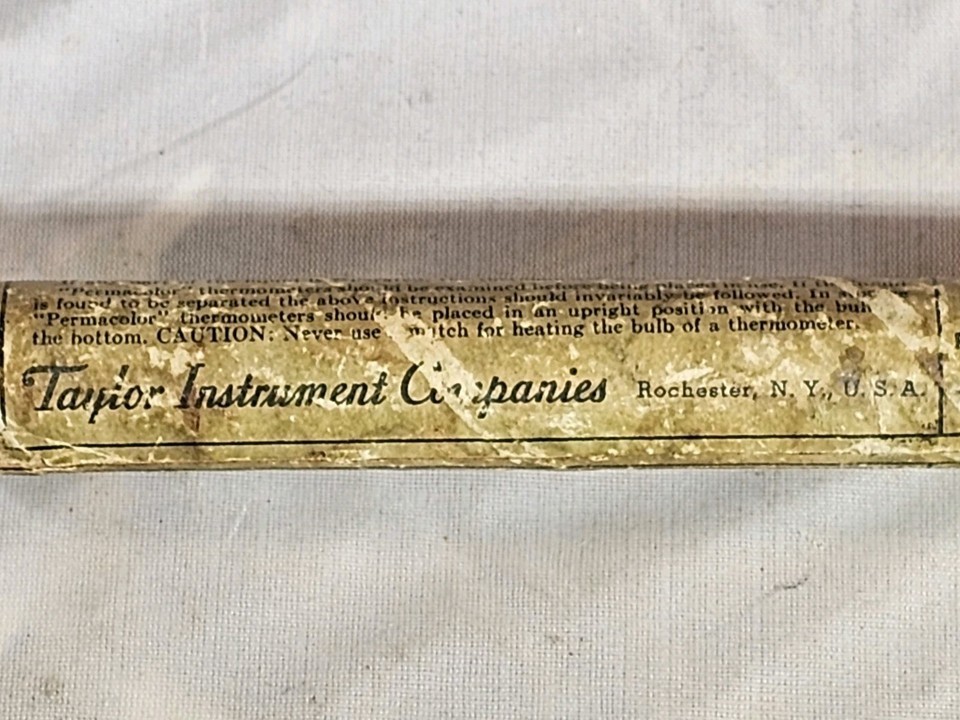 "Permacolor" thermometers should be examined before being placed in use. If the
is found to be separated the above instructions should invariably be followed. In
"Permacolor" thermometers should be placed in an upright position with the bulb
the bottom. CAUTION: Never use match for heating the bulb of a thermometer.
Taylor Instrument Companies Rochester, N. Y., U. S. A.